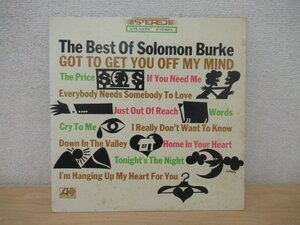 STEREO
The Best Of Solomon Burke
GOT TO GET YOU OFF MY MIND
The Price
If You Need Me
Everybody Needs Somebody To Love
Just Out Of Reach
Words
Cry To Me
I Really Don't Want To Know
Down In The Valley
Home In Your Heart
Tonight's The Night
I'm Hanging Up My Heart For You